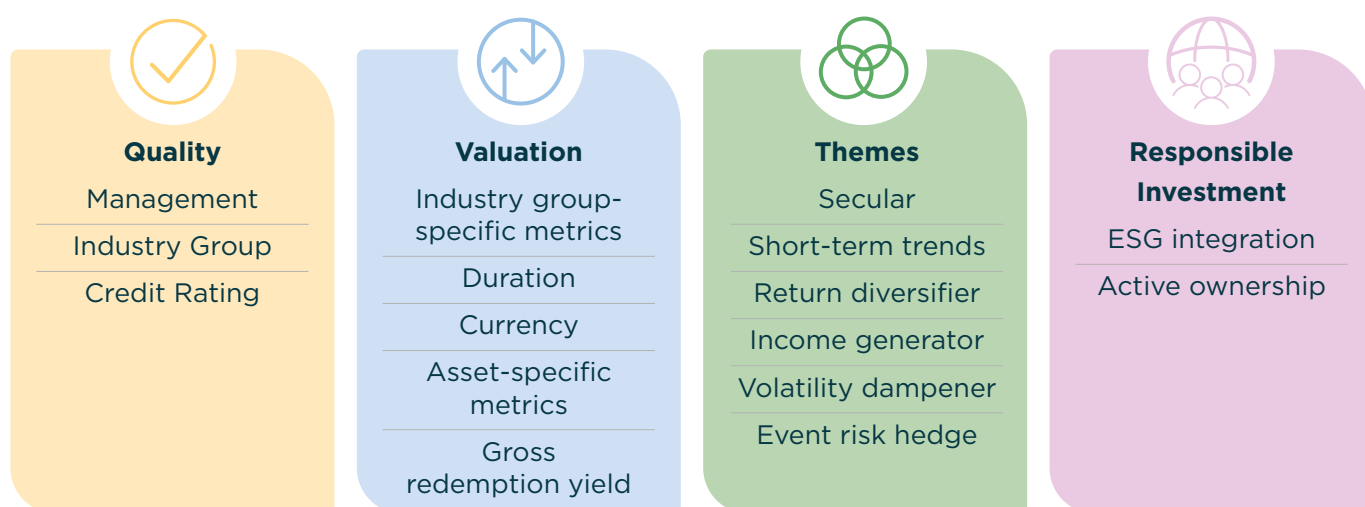 Quality
Management
Industry Group
Credit Rating
Valuation
Industry group-
specific metrics
Duration
Currency
Asset-specific
metrics
Gross
redemption yield
Themes
Secular
Short-term trends
Return diversifier
Income generator
Volatility dampener
Event risk hedge
Responsible
Investment
ESG integration
Active ownership